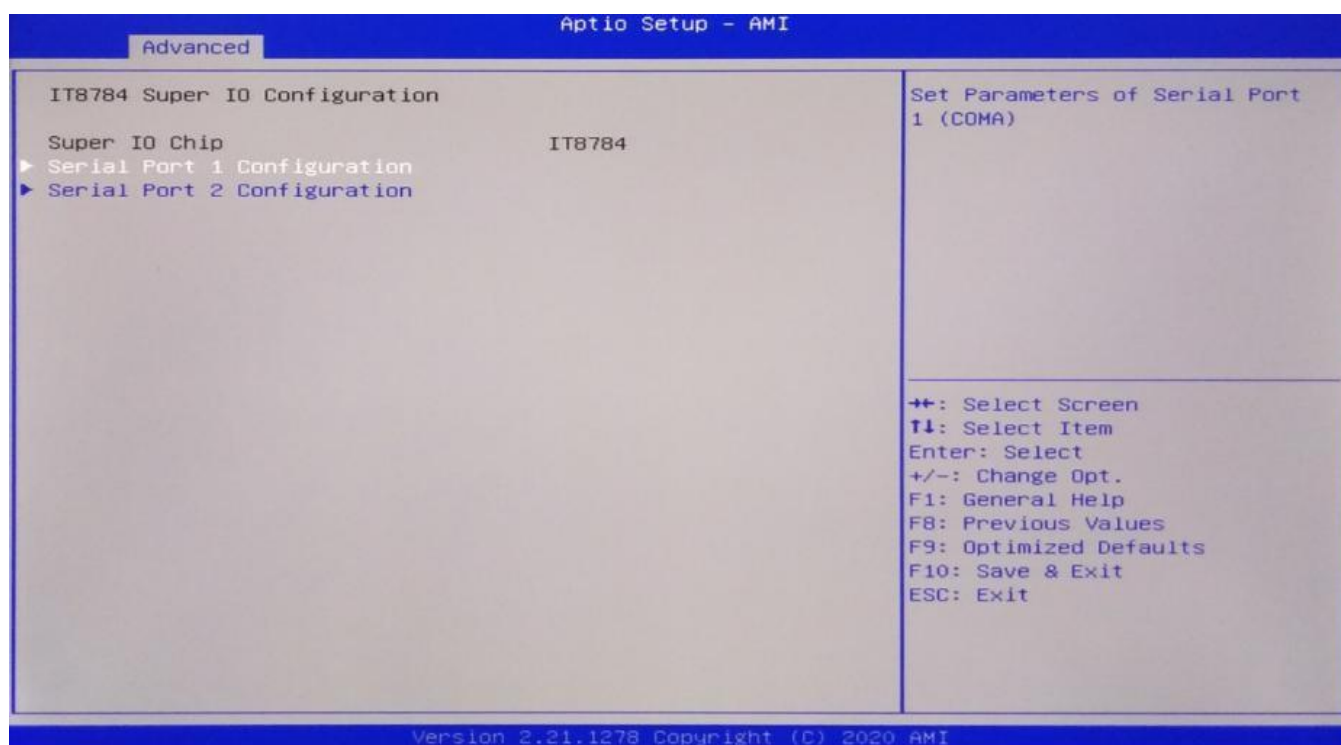 Aptio Setup – AMI
Advanced
IT8784 Super IO Configuration
Super IO Chip IT8784
► Serial Port 1 Configuration
► Serial Port 2 Configuration
Set Parameters of Serial Port
1 (COMA)
→←: Select Screen
↑↓: Select Item
Enter: Select
+/-: Change Opt.
F1: General Help
F8: Previous Values
F9: Optimized Defaults
F10: Save & Exit
ESC: Exit
Version 2.21.1278 Copyright (C) 2020 AMI